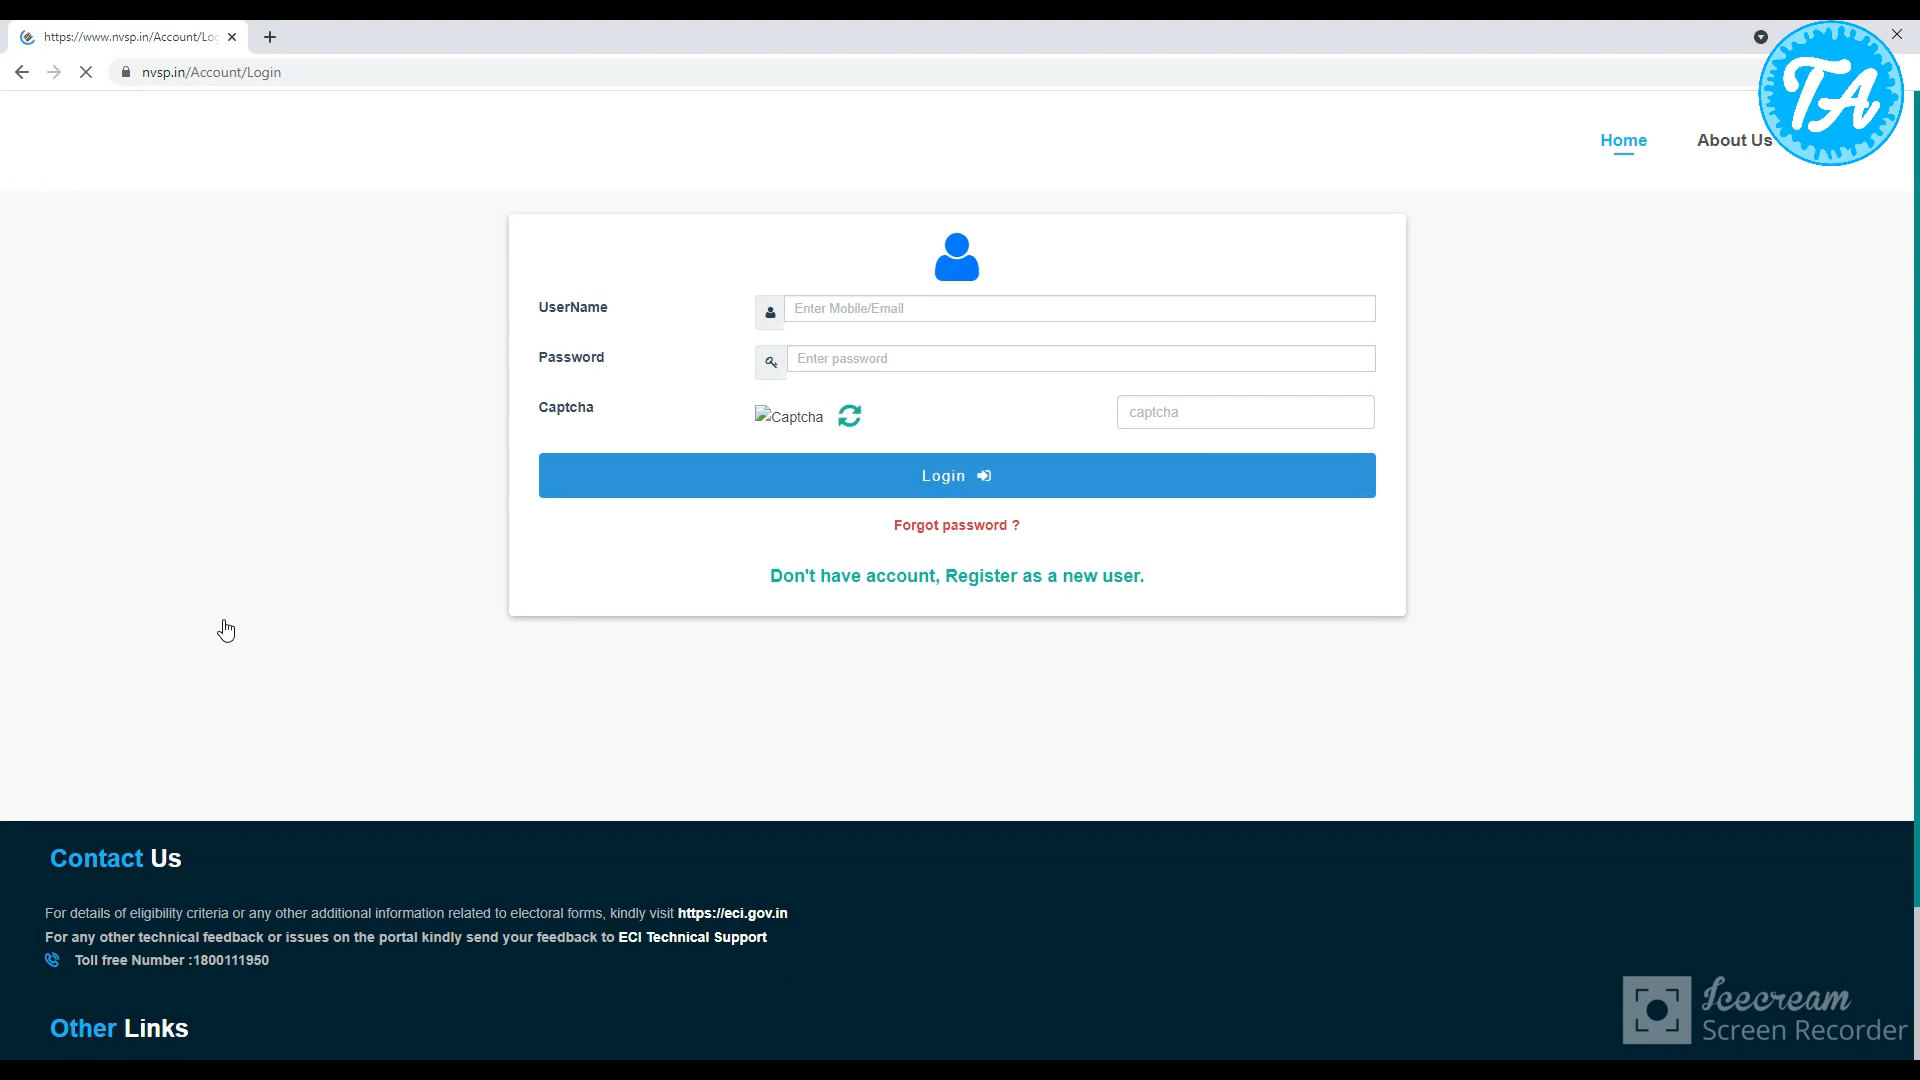 https://www.nvsp.in/Account/Log
nvsp.in/Account/Login
TA
Home About Us
UserName Enter Mobile/Email
Password Enter password
Captcha Captcha captcha
Login
Forgot password ?
Don't have account, Register as a new user.
Contact Us
For details of eligibility criteria or any other additional information related to electoral forms, kindly visit https://eci.gov.in
For any other technical feedback or issues on the portal kindly send your feedback to ECI Technical Support
Toll free Number :1800111950
Icecream
Screen Recorder
Other Links